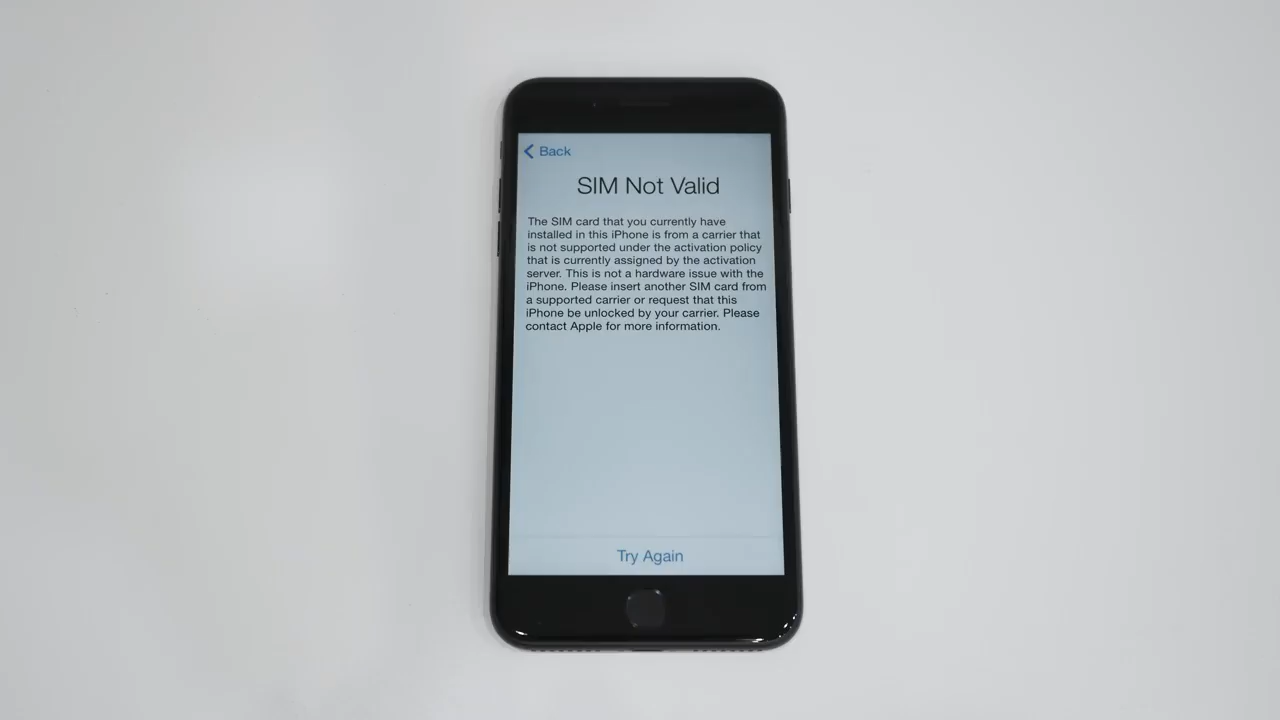 Back
SIM Not Valid
The SIM card that you currently have
installed in this iPhone is from a carrier that
is not supported under the activation policy
that is currently assigned by the activation
server. This is not a hardware issue with the
iPhone. Please insert another SIM card from
a supported carrier or request that this
iPhone be unlocked by your carrier. Please
contact Apple for more information.
Try Again